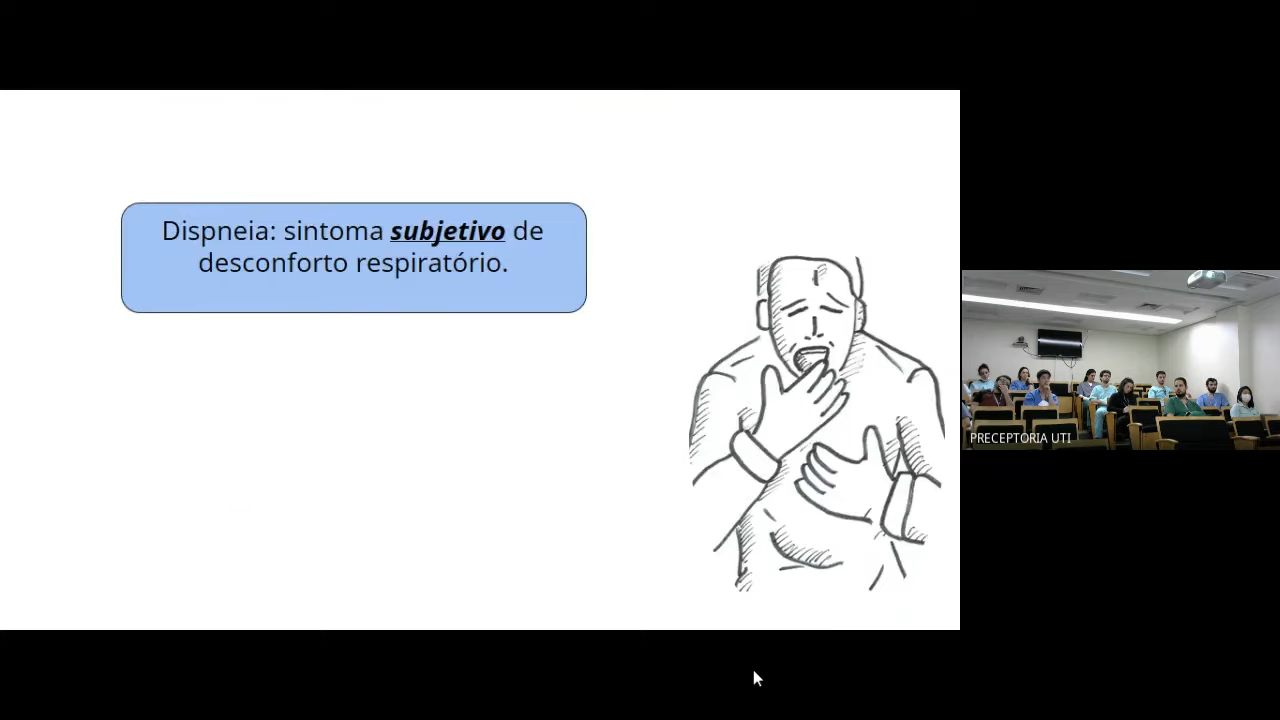 Dispneia: sintoma subjetivo de
desconforto respiratório.
PRECEPTORIA UTI